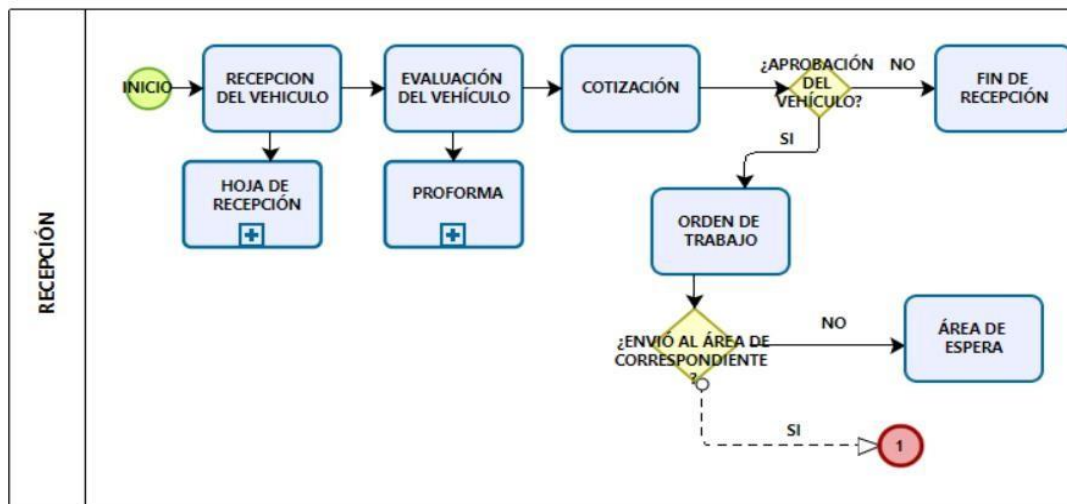 RECEPCIÓN
INICIO
RECEPCION
DEL VEHICULO
EVALUACIÓN
DEL VEHÍCULO
COTIZACIÓN
¿APROBACIÓN
DEL
VEHÍCULO?
NO
FIN DE
RECEPCIÓN
HOJA DE
RECEPCIÓN
PROFORMA
SI
ORDEN DE
TRABAJO
¿ENVIÓ AL ÁREA DE
CORRESPONDIENTE
?
NO
ÁREA DE
ESPERA
SI
1